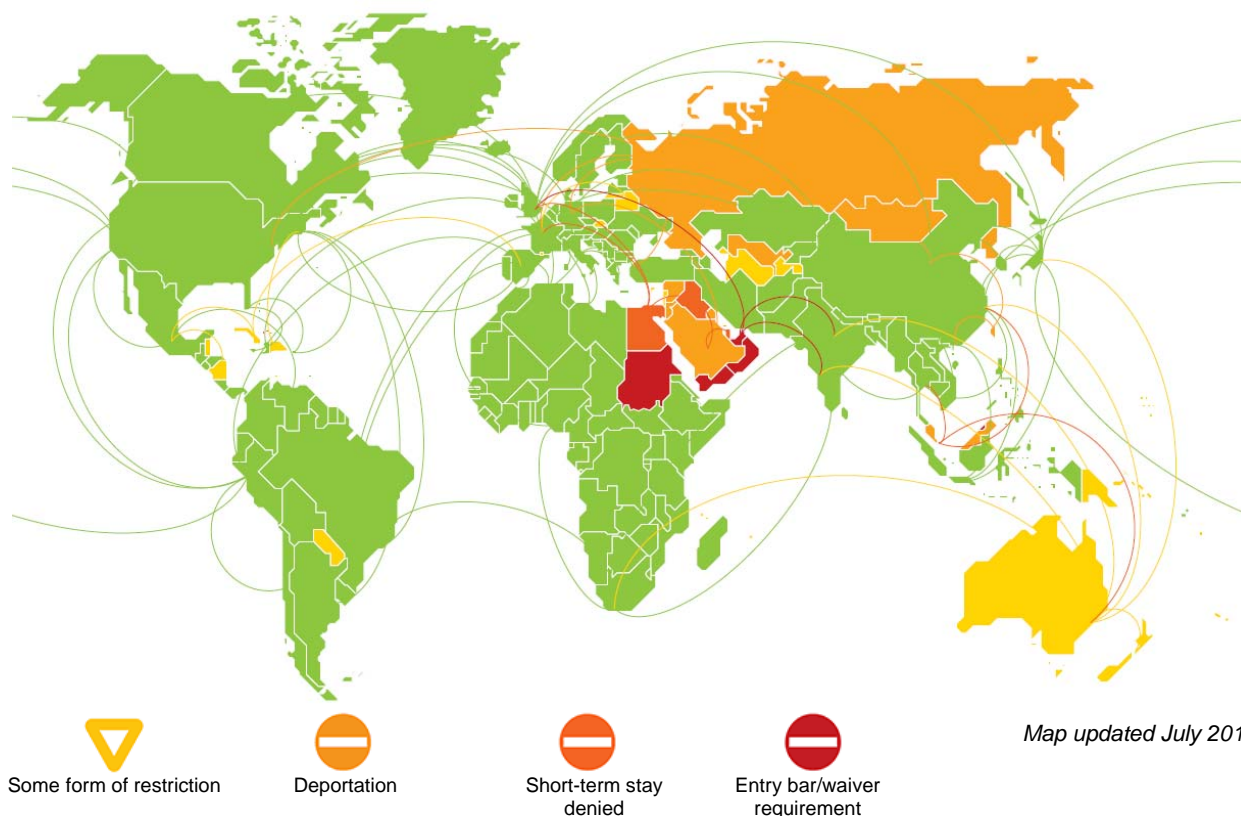 Map updated July 201
Some form of restriction
Deportation
Short-term stay
denied
Entry bar/waiver
requirement